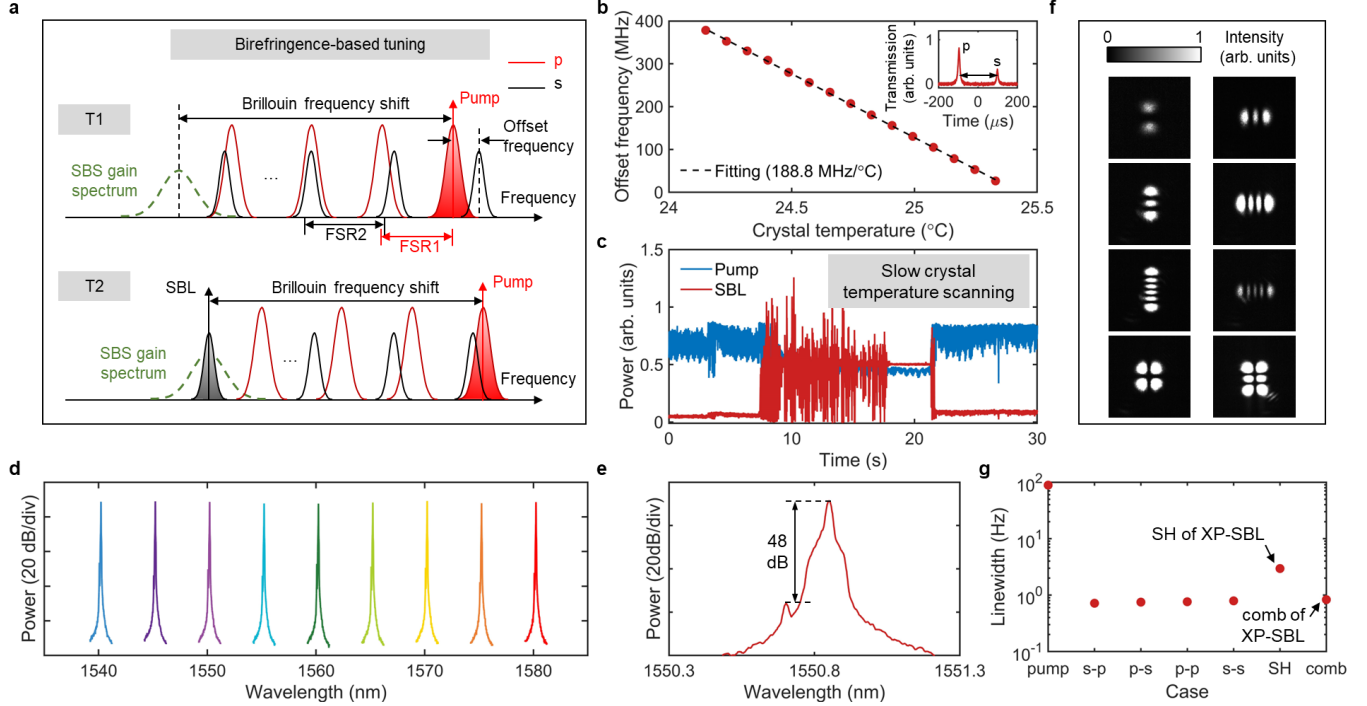 a
Birefringence-based tuning
p
s
T1
Brillouin frequency shift
Pump
Offset
frequency
SBS gain
spectrum
...
Frequency
FSR2
FSR1
T2
SBL
Brillouin frequency shift
Pump
SBS gain
spectrum
...
Frequency
b
Offset frequency (MHz)
400
300
200
100
0
24
24.5
25
25.5
Crystal temperature (°C)
Fitting (188.8 MHz/°C)
Transmission
(arb. units)
1
0
p
s
-200
0
200
Time (μs)
c
Power (arb. units)
1.5
1
0.5
0
Pump
SBL
Slow crystal
temperature scanning
0
10
20
30
Time (s)
f
0
1
Intensity
(arb. units)
d
Power (20 dB/div)
1540
1550
1560
1570
1580
Wavelength (nm)
e
Power (20dB/div)
48
dB
1550.3
1550.8
1551.3
Wavelength (nm)
g
Linewidth (Hz)
10²
10¹
10⁰
10⁻¹
SH of XP-SBL
comb of
XP-SBL
pump
s-p
p-s
p-p
s-s
SH
comb
Case